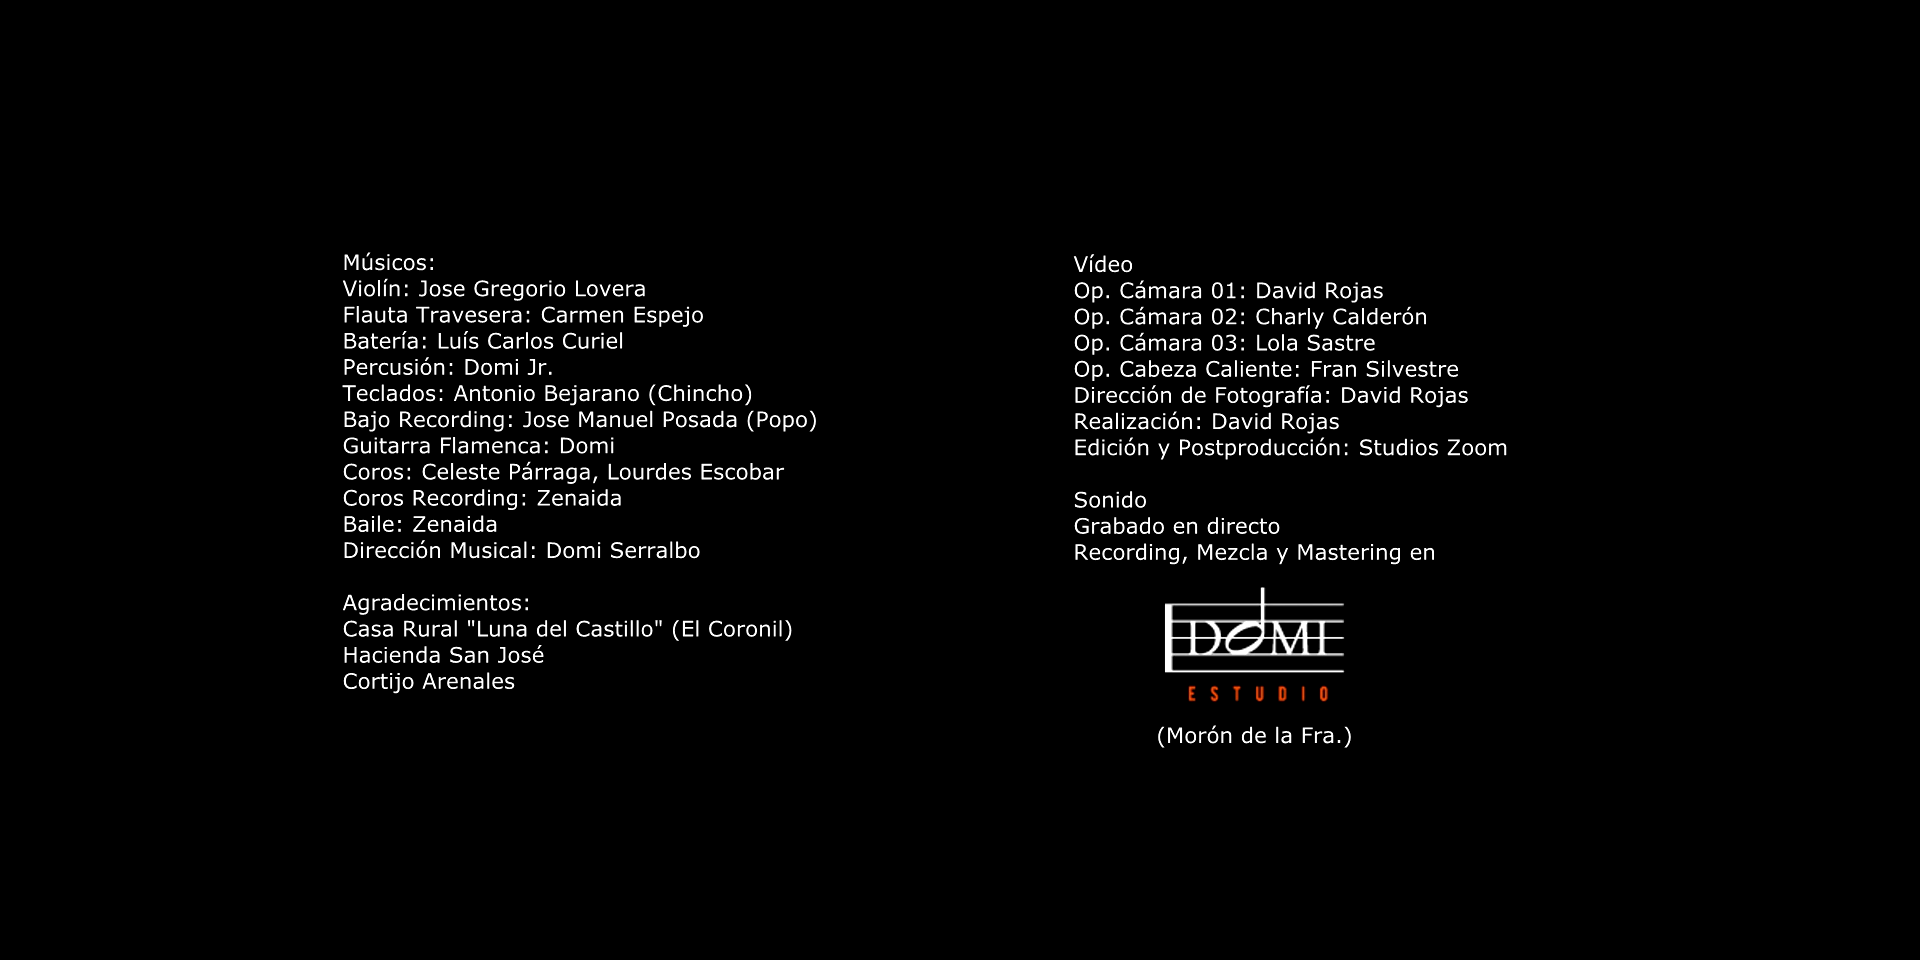 Músicos:
Violín: Jose Gregorio Lovera
Flauta Travesera: Carmen Espejo
Batería: Luís Carlos Curiel
Percusión: Domi Jr.
Teclados: Antonio Bejarano (Chincho)
Bajo Recording: Jose Manuel Posada (Popo)
Guitarra Flamenca: Domi
Coros: Celeste Párraga, Lourdes Escobar
Coros Recording: Zenaida
Baile: Zenaida
Dirección Musical: Domi Serralbo
Agradecimientos:
Casa Rural "Luna del Castillo" (El Coronil)
Hacienda San José
Cortijo Arenales
Vídeo
Op. Cámara 01: David Rojas
Op. Cámara 02: Charly Calderón
Op. Cámara 03: Lola Sastre
Op. Cabeza Caliente: Fran Silvestre
Dirección de Fotografía: David Rojas
Realización: David Rojas
Edición y Postproducción: Studios Zoom
Sonido
Grabado en directo
Recording, Mezcla y Mastering en
DOMI
ESTUDIO
(Morón de la Fra.)